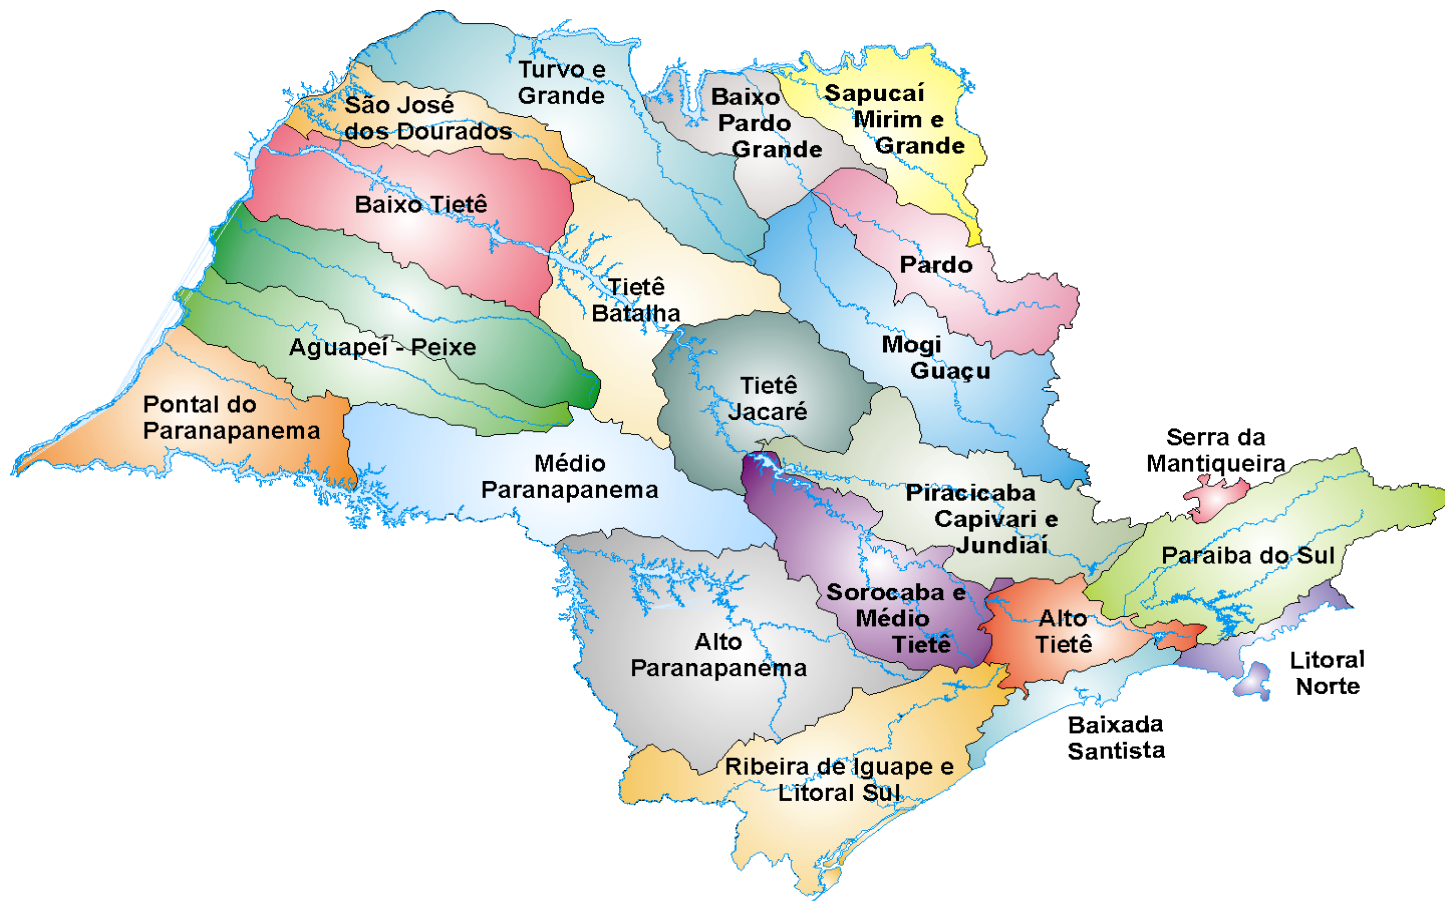 Turvo e
Grande
São José
dos Dourados
Baixo
Pardo
Grande
Sapucaí
Mirim e
Grande
Baixo Tietê
Pardo
Tietê
Batalha
Aguapeí - Peixe
Mogi
Guaçu
Tietê
Jacaré
Pontal do
Paranapanema
Médio
Paranapanema
Serra da
Mantiqueira
Piracicaba
Capivari e
Jundiaí
Paraiba do Sul
Sorocaba e
Médio
Tietê
Alto
Tietê
Alto
Paranapanema
Litoral
Norte
Baixada
Santista
Ribeira de Iguape e
Litoral Sul